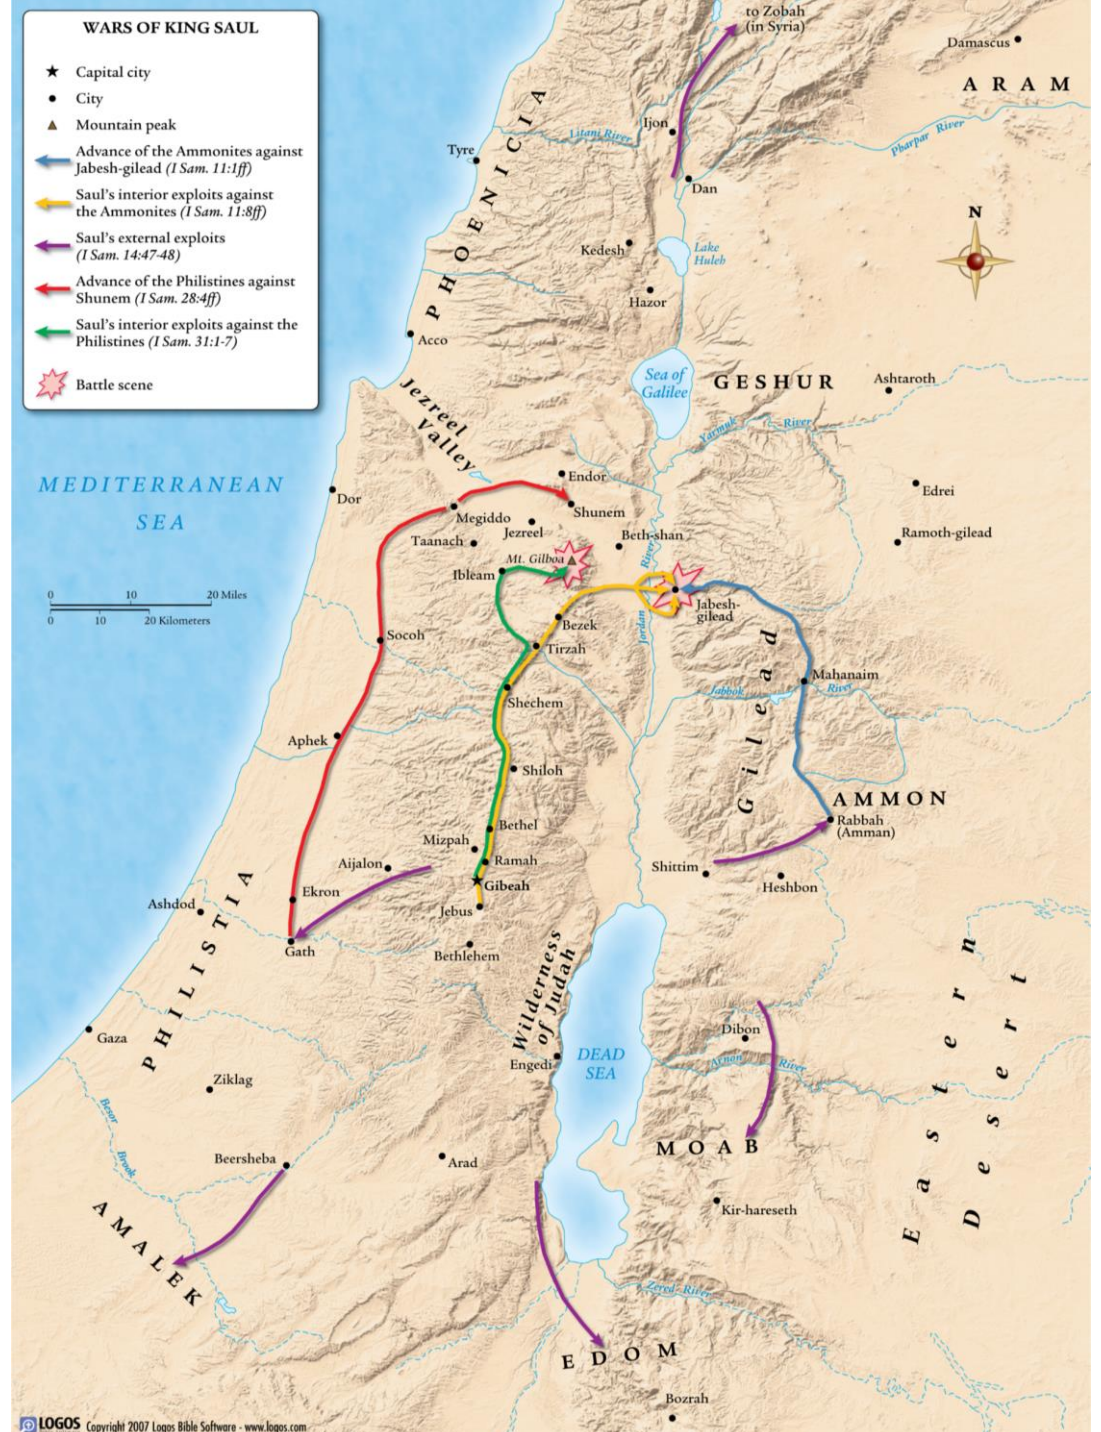 WARS OF KING SAUL
Capital city
City
Mountain peak
Advance of the Ammonites against
Jabesh-gilead (I Sam. 11:1ff)
Saul's interior exploits against
the Ammonites (I Sam. 11:8ff)
Saul's external exploits
(I Sam. 14:47-48)
Advance of the Philistines against
Shunem (I Sam. 28:4ff)
Saul's interior exploits against the
Philistines (I Sam. 31:1-7)
Battle scene
to Zobah
(in Syria)
Damascus
ARAM
Ijon
Litani River
Pharpar River
Tyre
PHOENICIA
Dan
N
Kedesh
Lake
Huleh
Hazor
Acco
Sea of
Galilee
GESHUR
Ashtaroth
Jezreel
Valley
Yarmuk
River
MEDITERRANEAN
SEA
Dor
Endor
Edrei
Megiddo
Shunem
Jezreel
Taanach
Beth-shan
Ramoth-gilead
Mt. Gilboa
Ibleam
Jordan
River
Jabesh-
gilead
0 10 20 Miles
0 10 20 Kilometers
Bezek
Socoh
Tirzah
Gilead
Mahanaim
Jabbok
River
Shechem
Aphek
Shiloh
AMMON
Rabbah
(Amman)
Bethel
Mizpah
Ramah
Aijalon
Shittim
Heshbon
Gibeah
Ekron
Ashdod
Jebus
Gath
Bethlehem
PHILISTIA
Wilderness
of Judah
Eastern
Desert
Gaza
Dibon
Engedi
DEAD
SEA
Arnon
River
Ziklag
Besor
Brook
MOAB
Beersheba
Arad
AMALEK
Kir-hareseth
Zered River
EDOM
Bozrah
LOGOS Copyright 2007 Logos Bible Software - www.logos.com